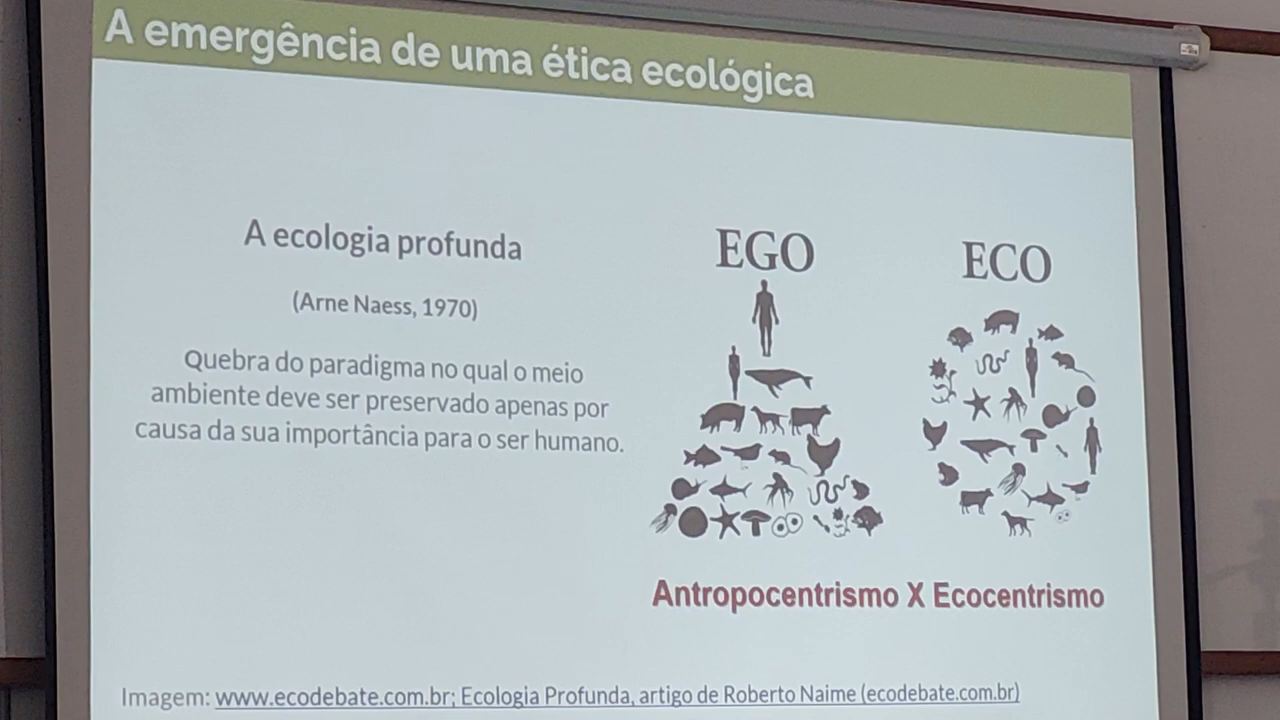 A emergência de uma ética ecológica
A ecologia profunda
(Arne Naess, 1970)
Quebra do paradigma no qual o meio
ambiente deve ser preservado apenas por
causa da sua importância para o ser humano.
EGO
ECO
Antropocentrismo X Ecocentrismo
Imagem: www.ecodebate.com.br; Ecologia Profunda, artigo de Roberto Naime (ecodebate.com.br)